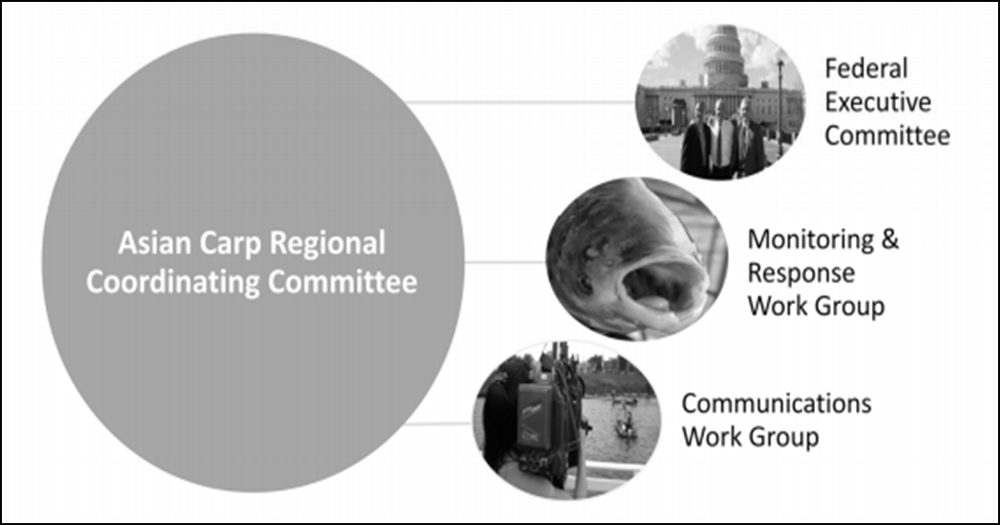 Asian Carp Regional
Coordinating Committee
Federal
Executive
Committee
Monitoring &
Response
Work Group
Communications
Work Group